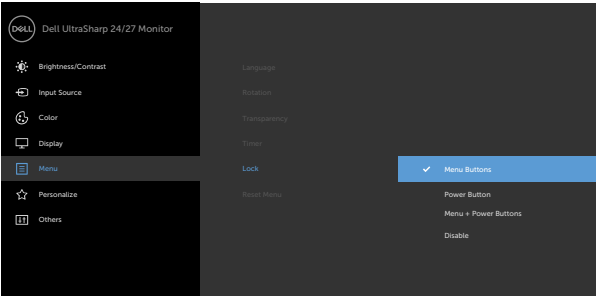 DELL
Dell UltraSharp 24/27 Monitor
Brightness/Contrast
Input Source
Color
Display
Menu
Personalize
Others
Language
Rotation
Transparency
Timer
Lock
Reset Menu
Menu Buttons
Power Button
Menu + Power Buttons
Disable